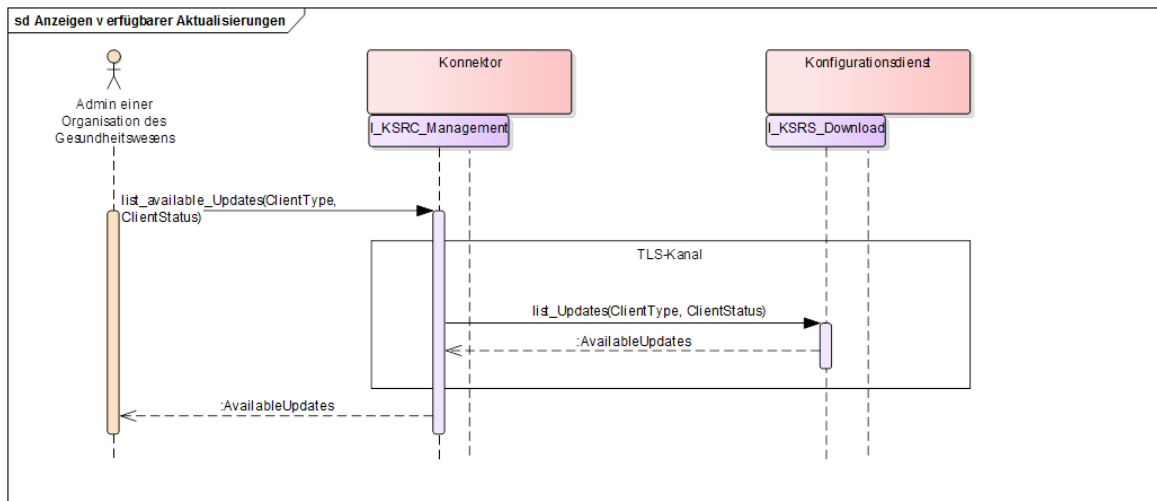 sd Anzeigen verfügbarer Aktualisierungen
Konnektor
Konfigurationsdienst
Admin einer
Organisation des
Gesundheitswesens
I_KSRC_Management
I_KSRS_Download
list_available_Updates(ClientType,
ClientStatus)
TLS-Kanal
list_Updates(ClientType, ClientStatus)
:AvailableUpdates
:AvailableUpdates